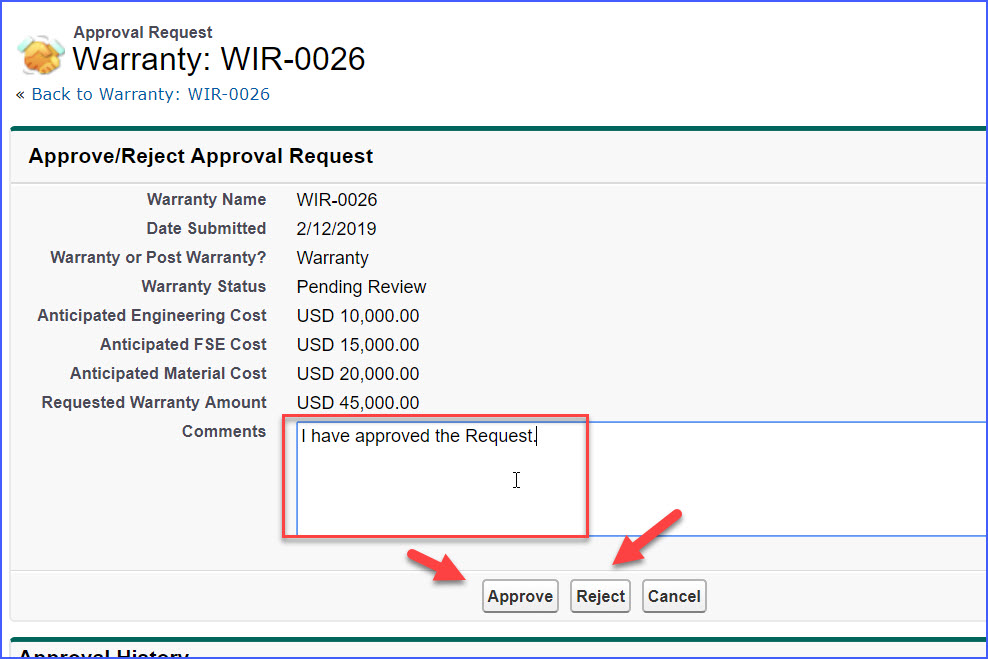 Approval Request
Warranty: WIR-0026
« Back to Warranty: WIR-0026
Approve/Reject Approval Request
Warranty Name WIR-0026
Date Submitted 2/12/2019
Warranty or Post Warranty? Warranty
Warranty Status Pending Review
Anticipated Engineering Cost USD 10,000.00
Anticipated FSE Cost USD 15,000.00
Anticipated Material Cost USD 20,000.00
Requested Warranty Amount USD 45,000.00
Comments I have approved the Request.
Approve Reject Cancel
Approval History